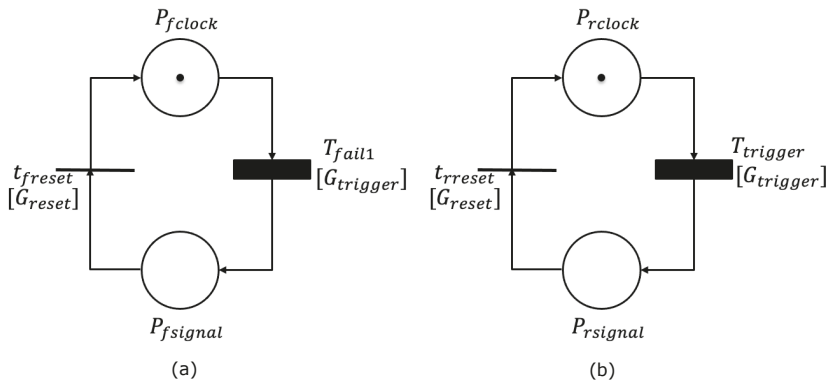 P_fclock
P_rclock
T_fail1
[G_trigger]
T_trigger
[G_trigger]
t_freset
[G_reset]
t_rreset
[G_reset]
P_fsignal
P_rsignal
(a)
(b)